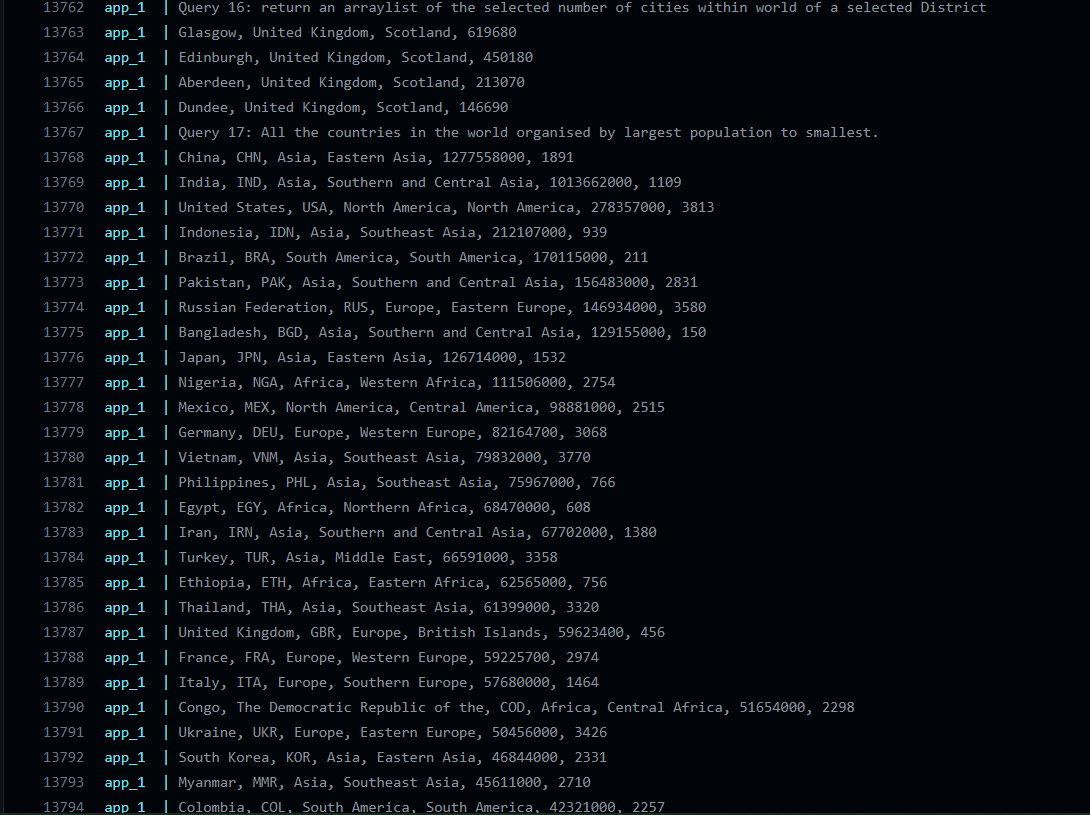 13762 app_1 | Query 16: return an arraylist of the selected number of cities within world of a selected District
13763 app_1 | Glasgow, United Kingdom, Scotland, 619680
13764 app_1 | Edinburgh, United Kingdom, Scotland, 450180
13765 app_1 | Aberdeen, United Kingdom, Scotland, 213070
13766 app_1 | Dundee, United Kingdom, Scotland, 146690
13767 app_1 | Query 17: All the countries in the world organised by largest population to smallest.
13768 app_1 | China, CHN, Asia, Eastern Asia, 1277558000, 1891
13769 app_1 | India, IND, Asia, Southern and Central Asia, 1013662000, 1109
13770 app_1 | United States, USA, North America, North America, 278357000, 3813
13771 app_1 | Indonesia, IDN, Asia, Southeast Asia, 212107000, 939
13772 app_1 | Brazil, BRA, South America, South America, 170115000, 211
13773 app_1 | Pakistan, PAK, Asia, Southern and Central Asia, 156483000, 2831
13774 app_1 | Russian Federation, RUS, Europe, Eastern Europe, 146934000, 3580
13775 app_1 | Bangladesh, BGD, Asia, Southern and Central Asia, 129155000, 150
13776 app_1 | Japan, JPN, Asia, Eastern Asia, 126714000, 1532
13777 app_1 | Nigeria, NGA, Africa, Western Africa, 111506000, 2754
13778 app_1 | Mexico, MEX, North America, Central America, 98881000, 2515
13779 app_1 | Germany, DEU, Europe, Western Europe, 82164700, 3068
13780 app_1 | Vietnam, VNM, Asia, Southeast Asia, 79832000, 3770
13781 app_1 | Philippines, PHL, Asia, Southeast Asia, 75967000, 766
13782 app_1 | Egypt, EGY, Africa, Northern Africa, 68470000, 608
13783 app_1 | Iran, IRN, Asia, Southern and Central Asia, 67702000, 1380
13784 app_1 | Turkey, TUR, Asia, Middle East, 66591000, 3358
13785 app_1 | Ethiopia, ETH, Africa, Eastern Africa, 62565000, 756
13786 app_1 | Thailand, THA, Asia, Southeast Asia, 61399000, 3320
13787 app_1 | United Kingdom, GBR, Europe, British Islands, 59623400, 456
13788 app_1 | France, FRA, Europe, Western Europe, 59225700, 2974
13789 app_1 | Italy, ITA, Europe, Southern Europe, 57680000, 1464
13790 app_1 | Congo, The Democratic Republic of the, COD, Africa, Central Africa, 51654000, 2298
13791 app_1 | Ukraine, UKR, Europe, Eastern Europe, 50456000, 3426
13792 app_1 | South Korea, KOR, Asia, Eastern Asia, 46844000, 2331
13793 app_1 | Myanmar, MMR, Asia, Southeast Asia, 45611000, 2710
13794 app_1 | Colombia, COL, South America, South America, 42321000, 2257